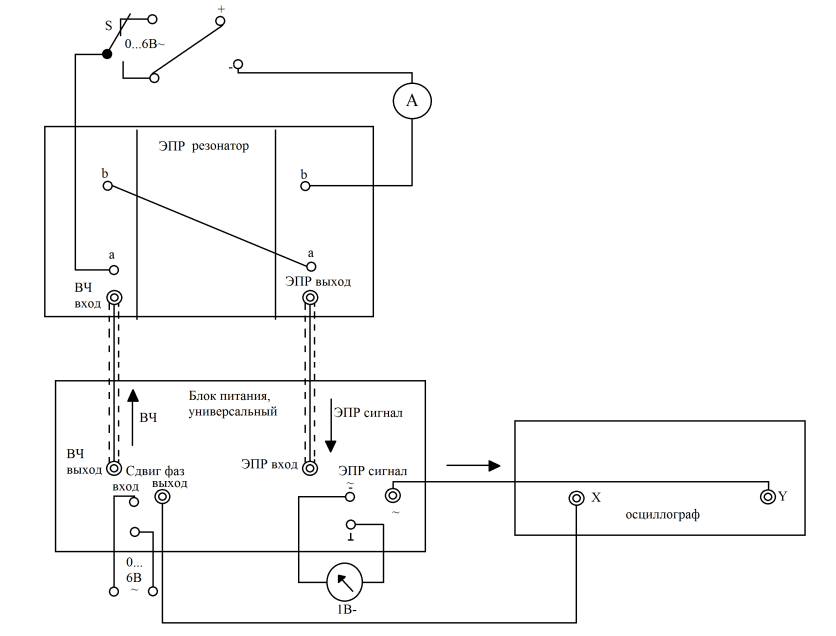 +
S
0...6В~
-
А
ЭПР резонатор
b
b
a
a
ВЧ
вход
ЭПР выход
Блок питания,
универсальный
ВЧ
ЭПР сигнал
ВЧ
выход
Сдвиг фаз
вход
выход
ЭПР вход
ЭПР сигнал
~
-
~
X
Y
осциллограф
⊥
0...
6В
~
1В-